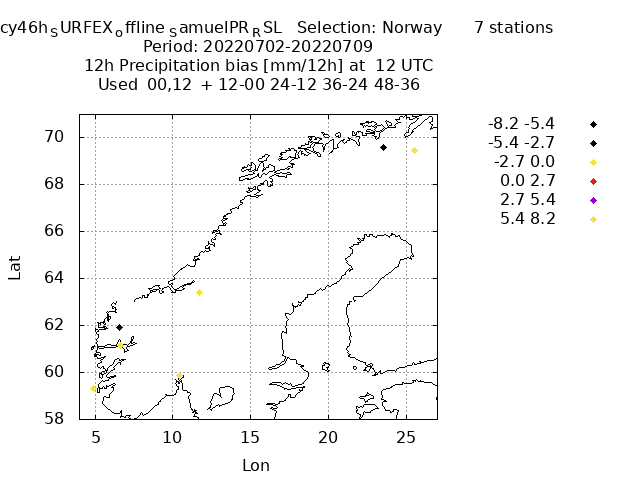 cy46hSURFEXoffline SamuelPRRSL Selection: Norway 7 stations
Period: 20220702-20220709
12h Precipitation bias [mm/12h] at 12 UTC
Used 00,12 + 12-00 24-12 36-24 48-36
-8.2 -5.4
-5.4 -2.7
-2.7 0.0
0.0 2.7
2.7 5.4
5.4 8.2
70
68
66
64
62
60
58
Lat
5 10 15 20 25
Lon